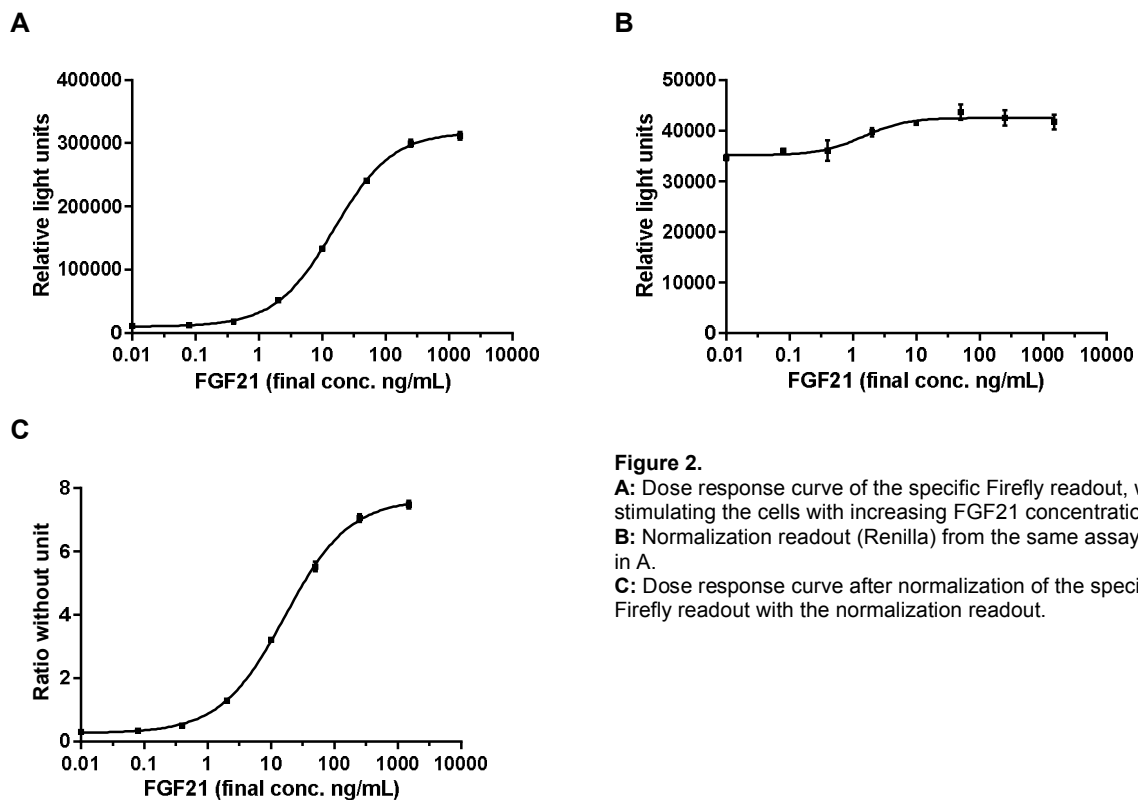 A
Relative light units
400000
300000
200000
100000
0
0.01 0.1 1 10 100 1000 10000
FGF21 (final conc. ng/mL)
B
Relative light units
50000
40000
30000
20000
10000
0
0.01 0.1 1 10 100 1000 10000
FGF21 (final conc. ng/mL)
C
Ratio without unit
8
6
4
2
0
0.01 0.1 1 10 100 1000 10000
FGF21 (final conc. ng/mL)
Figure 2.
A: Dose response curve of the specific Firefly readout,
stimulating the cells with increasing FGF21
B: Normalization readout (Renilla) from the same assay
in A.
C: Dose response curve after normalization of the
Firefly readout with the normalization readout.